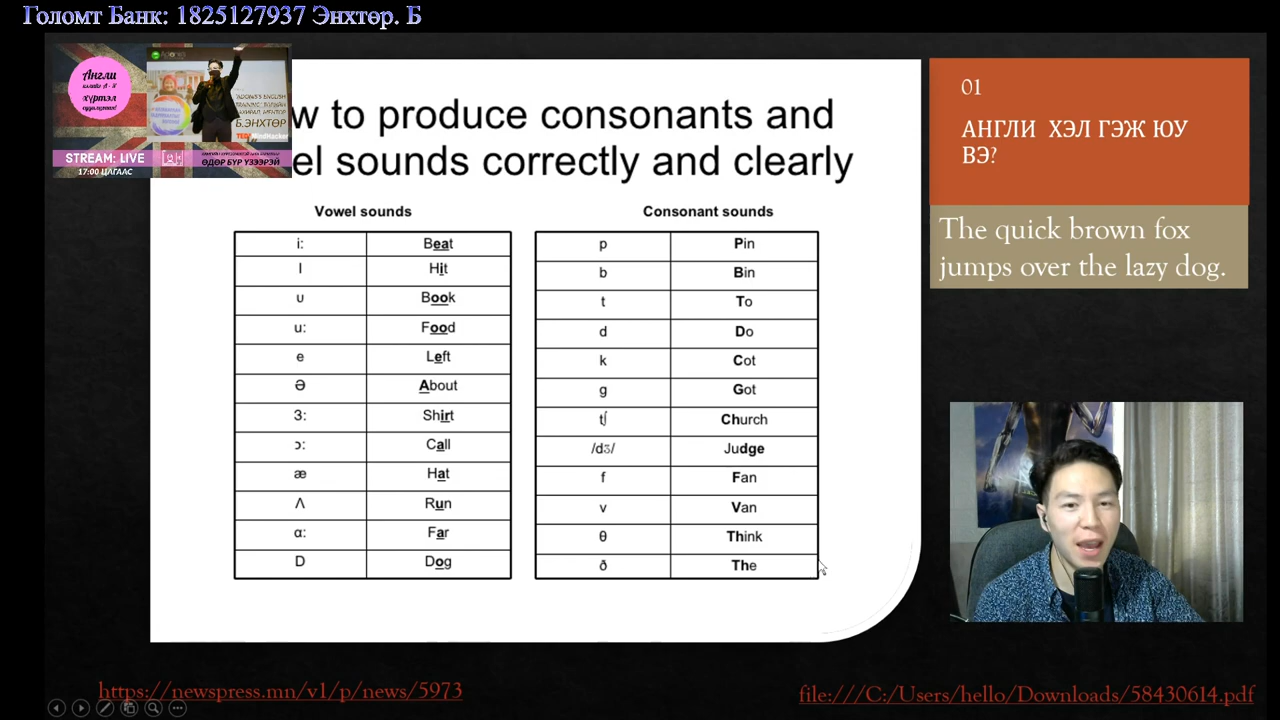 Голомт Банк: 1825127937 Энхтөр. Б
Англи
хүртэл
Б.ЭНХТӨР
STREAM: LIVE
17:00 ЦАГААС
ӨДӨР БҮР ҮЗЭЭРЭЙ
w to produce consonants and
el sounds correctly and clearly
Vowel sounds
i: Beat
I Hit
ʊ Book
u: Food
e Left
Ə About
3: Shirt
ɔ: Call
æ Hat
Λ Run
ɑ: Far
D Dog
Consonant sounds
p Pin
b Bin
t To
d Do
k Cot
g Got
tʃ Church
/dʒ/ Judge
f Fan
v Van
θ Think
ð The
01
АНГЛИ ХЭЛ ГЭЖ ЮУ
ВЭ?
The quick brown fox
jumps over the lazy dog.
https://newspress.mn/v1/p/news/5973
file:///C:/Users/hello/Downloads/58430614.pdf